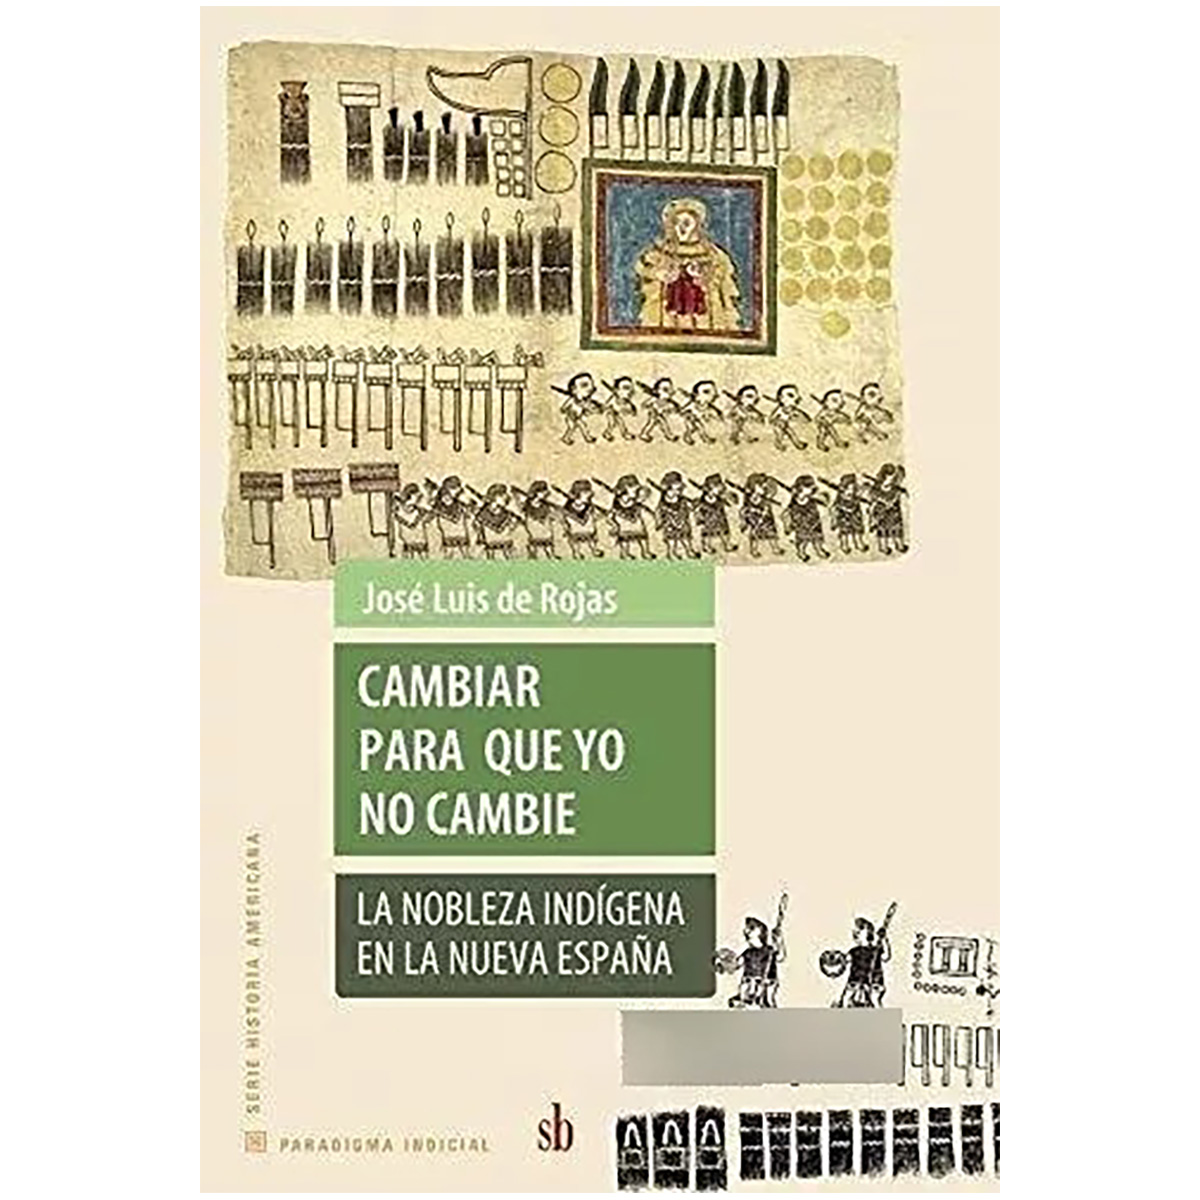 José Luis de Rojas
CAMBIAR
PARA QUE YO
NO CAMBIE
LA NOBLEZA INDÍGENA
EN LA NUEVA ESPAÑA
SERIE HISTORIA AMERICANA
PARADIGMA INDICIAL
sb